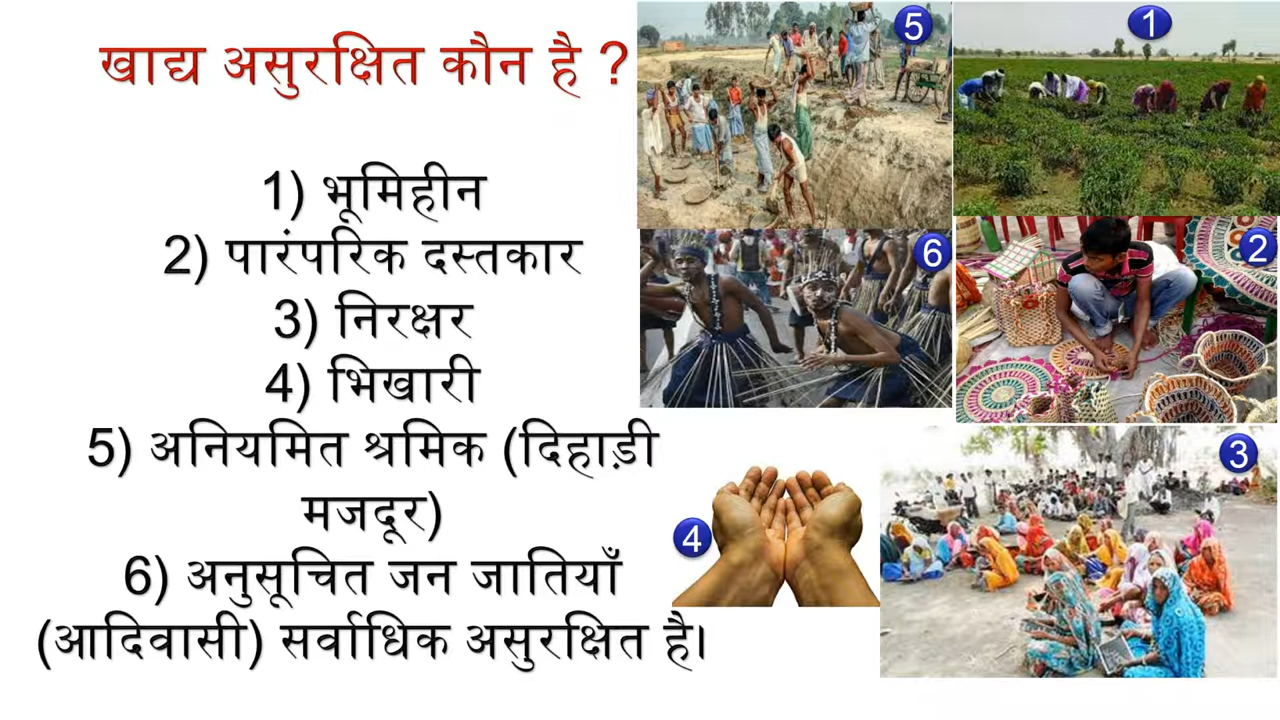 खाद्य असुरक्षित कौन है ?
1) भूमिहीन
2) पारंपरिक दस्तकार
3) निरक्षर
4) भिखारी
5) अनियमित श्रमिक (दिहाड़ी
मजदूर)
6) अनुसूचित जन जातियाँ
(आदिवासी) सर्वाधिक असुरक्षित है।
5
1
6
2
4
3